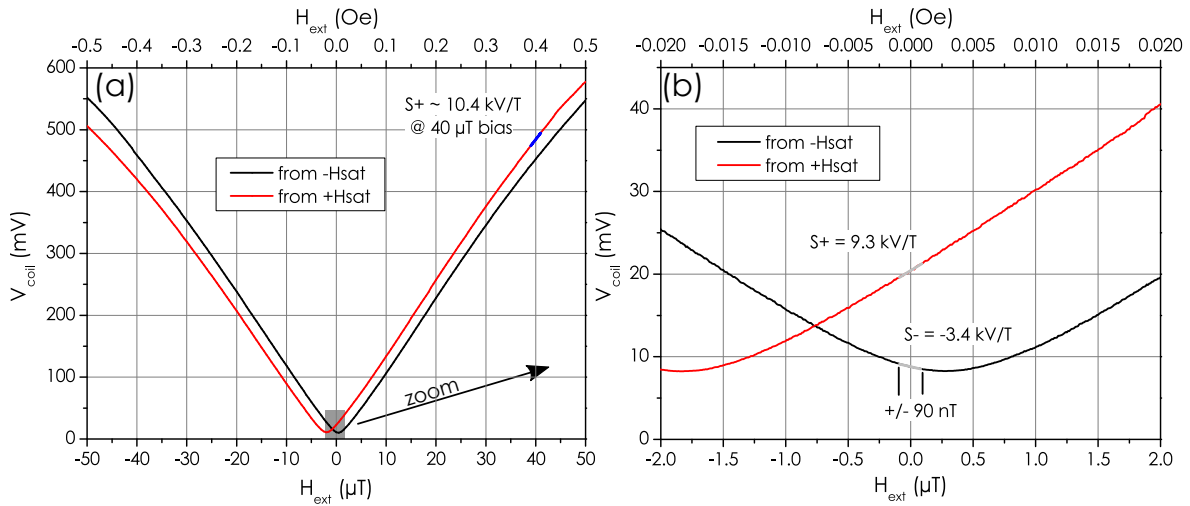 H_ext (Oe)
-0.5 -0.4 -0.3 -0.2 -0.1 0.0 0.1 0.2 0.3 0.4 0.5
(a)
S+ ~ 10.4 kV/T
@ 40 µT bias
from -Hsat
from +Hsat
zoom
600
500
400
300
200
100
0
V_coil (mV)
-50 -40 -30 -20 -10 0 10 20 30 40 50
H_ext (µT)
H_ext (Oe)
-0.020 -0.015 -0.010 -0.005 0.000 0.005 0.010 0.015 0.020
(b)
from -Hsat
from +Hsat
S+ = 9.3 kV/T
S- = -3.4 kV/T
+/- 90 nT
40
30
20
10
0
V_coil (mV)
-2.0 -1.5 -1.0 -0.5 0.0 0.5 1.0 1.5 2.0
H_ext (µT)